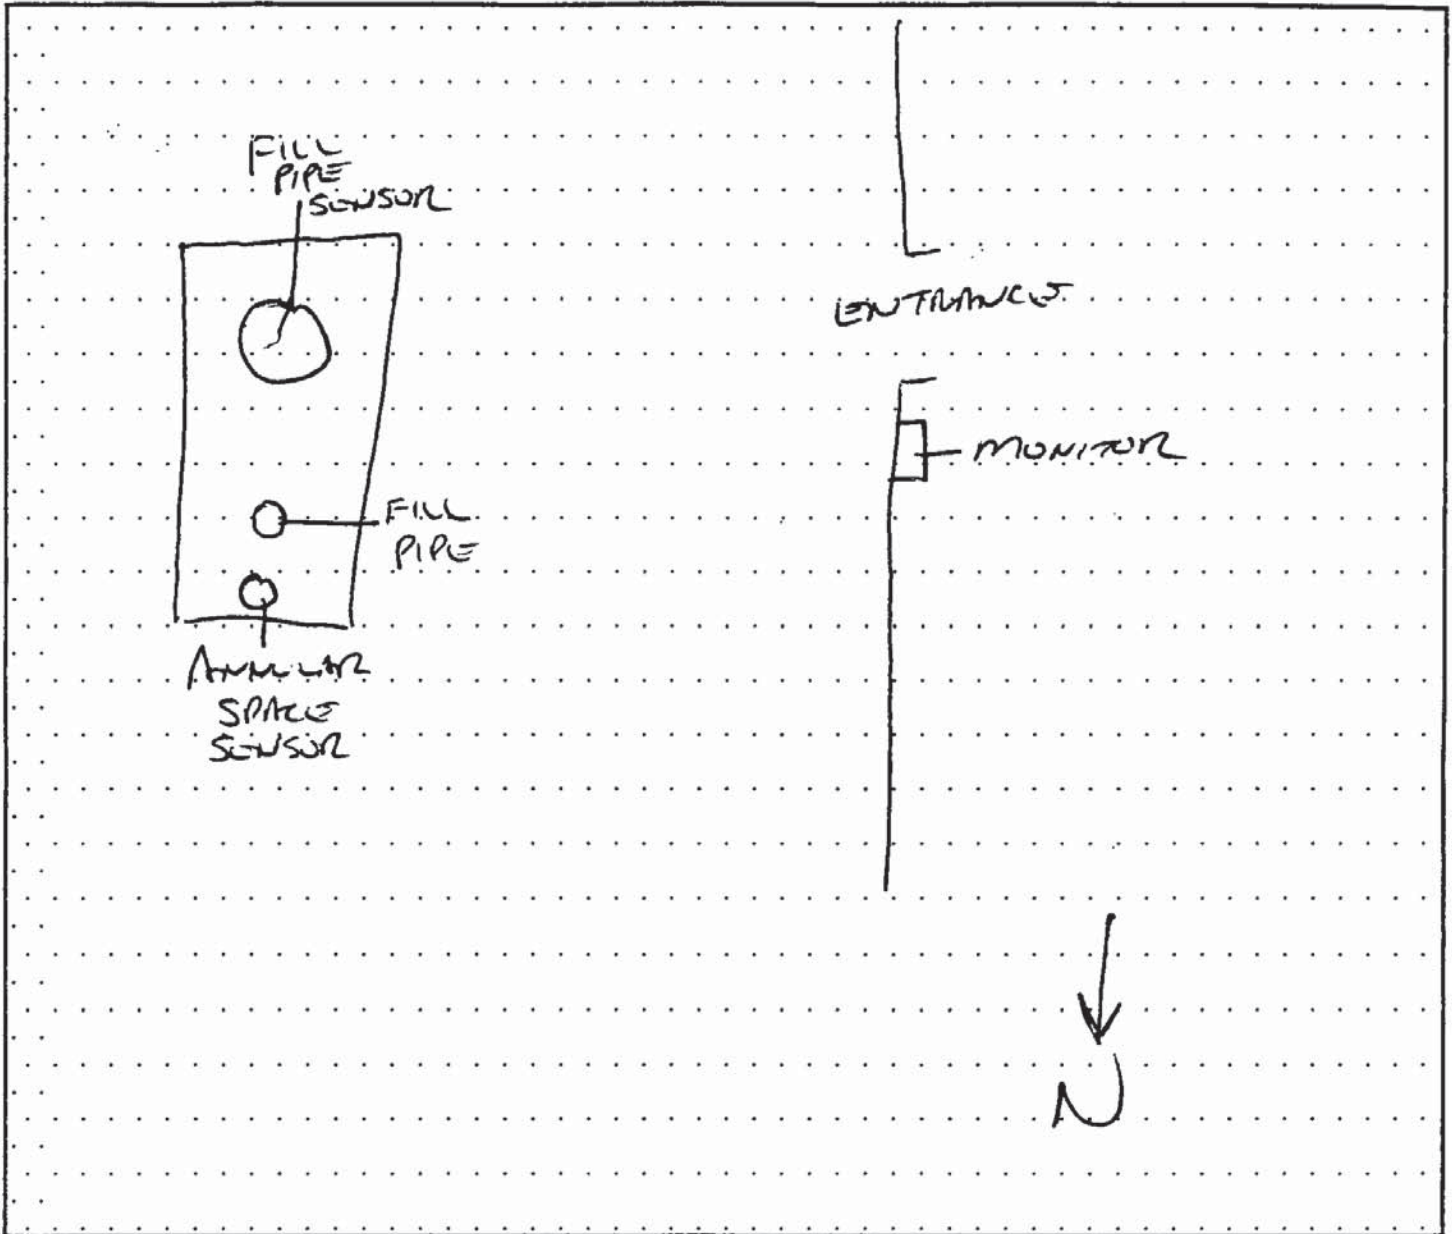 FILL
PIPE
SENSOR
ENTRANCE
MONITOR
FILL
PIPE
ANNULAR
SPACE
SENSOR
N